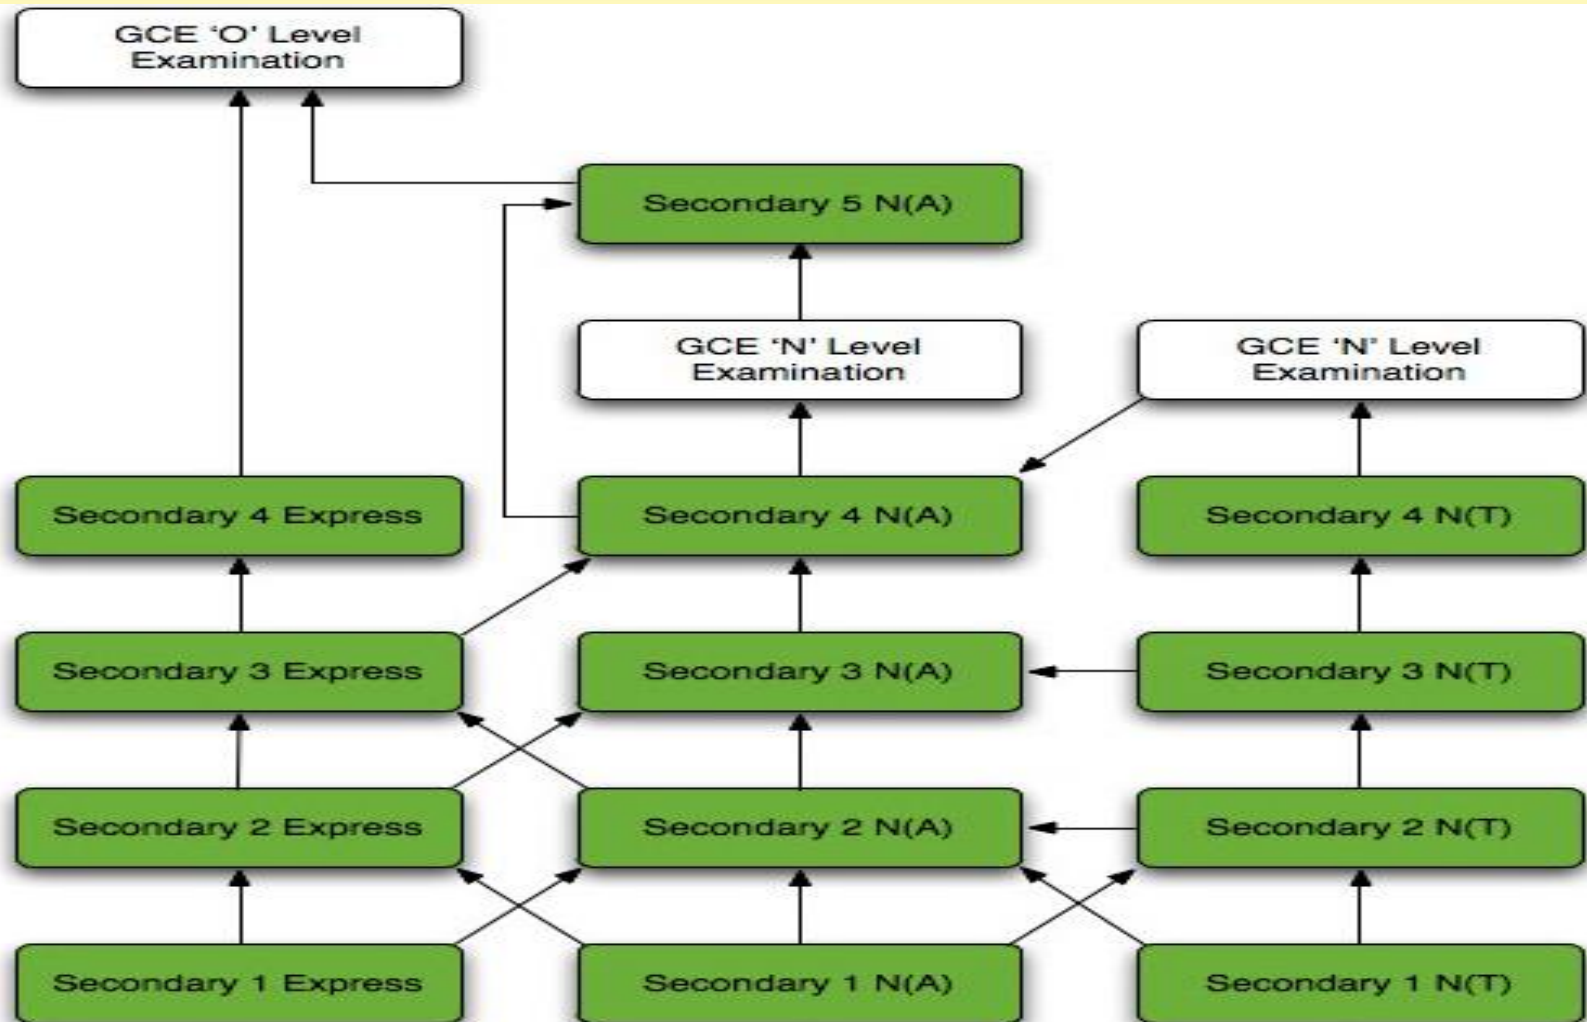 GCE ‘O’ Level
Examination
Secondary 5 N(A)
GCE ‘N’ Level
Examination
GCE ‘N’ Level
Examination
Secondary 4 Express
Secondary 4 N(A)
Secondary 4 N(T)
Secondary 3 Express
Secondary 3 N(A)
Secondary 3 N(T)
Secondary 2 Express
Secondary 2 N(A)
Secondary 2 N(T)
Secondary 1 Express
Secondary 1 N(A)
Secondary 1 N(T)